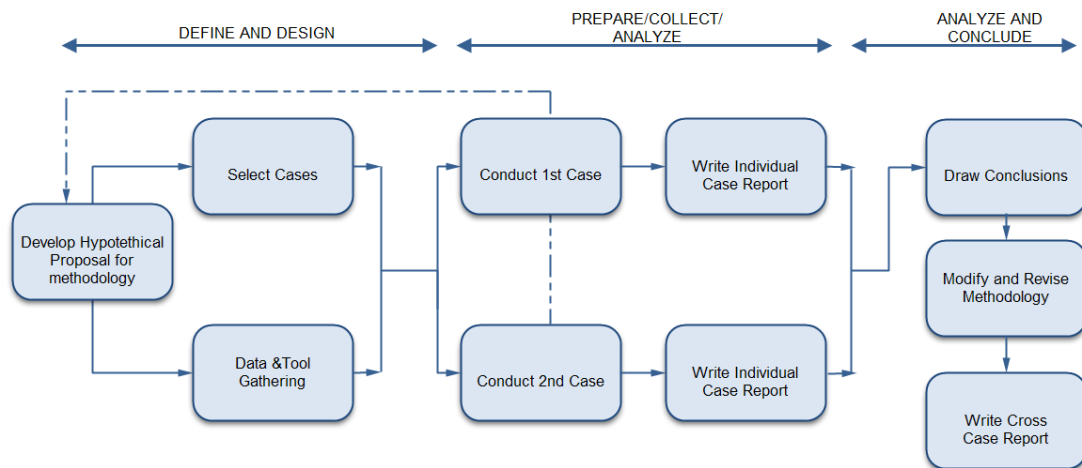 DEFINE AND DESIGN
PREPARE/COLLECT/
ANALYZE
ANALYZE AND
CONCLUDE
Develop Hypotethical
Proposal for
methodology
Select Cases
Data &Tool
Gathering
Conduct 1st Case
Conduct 2nd Case
Write Individual
Case Report
Write Individual
Case Report
Draw Conclusions
Modify and Revise
Methodology
Write Cross
Case Report